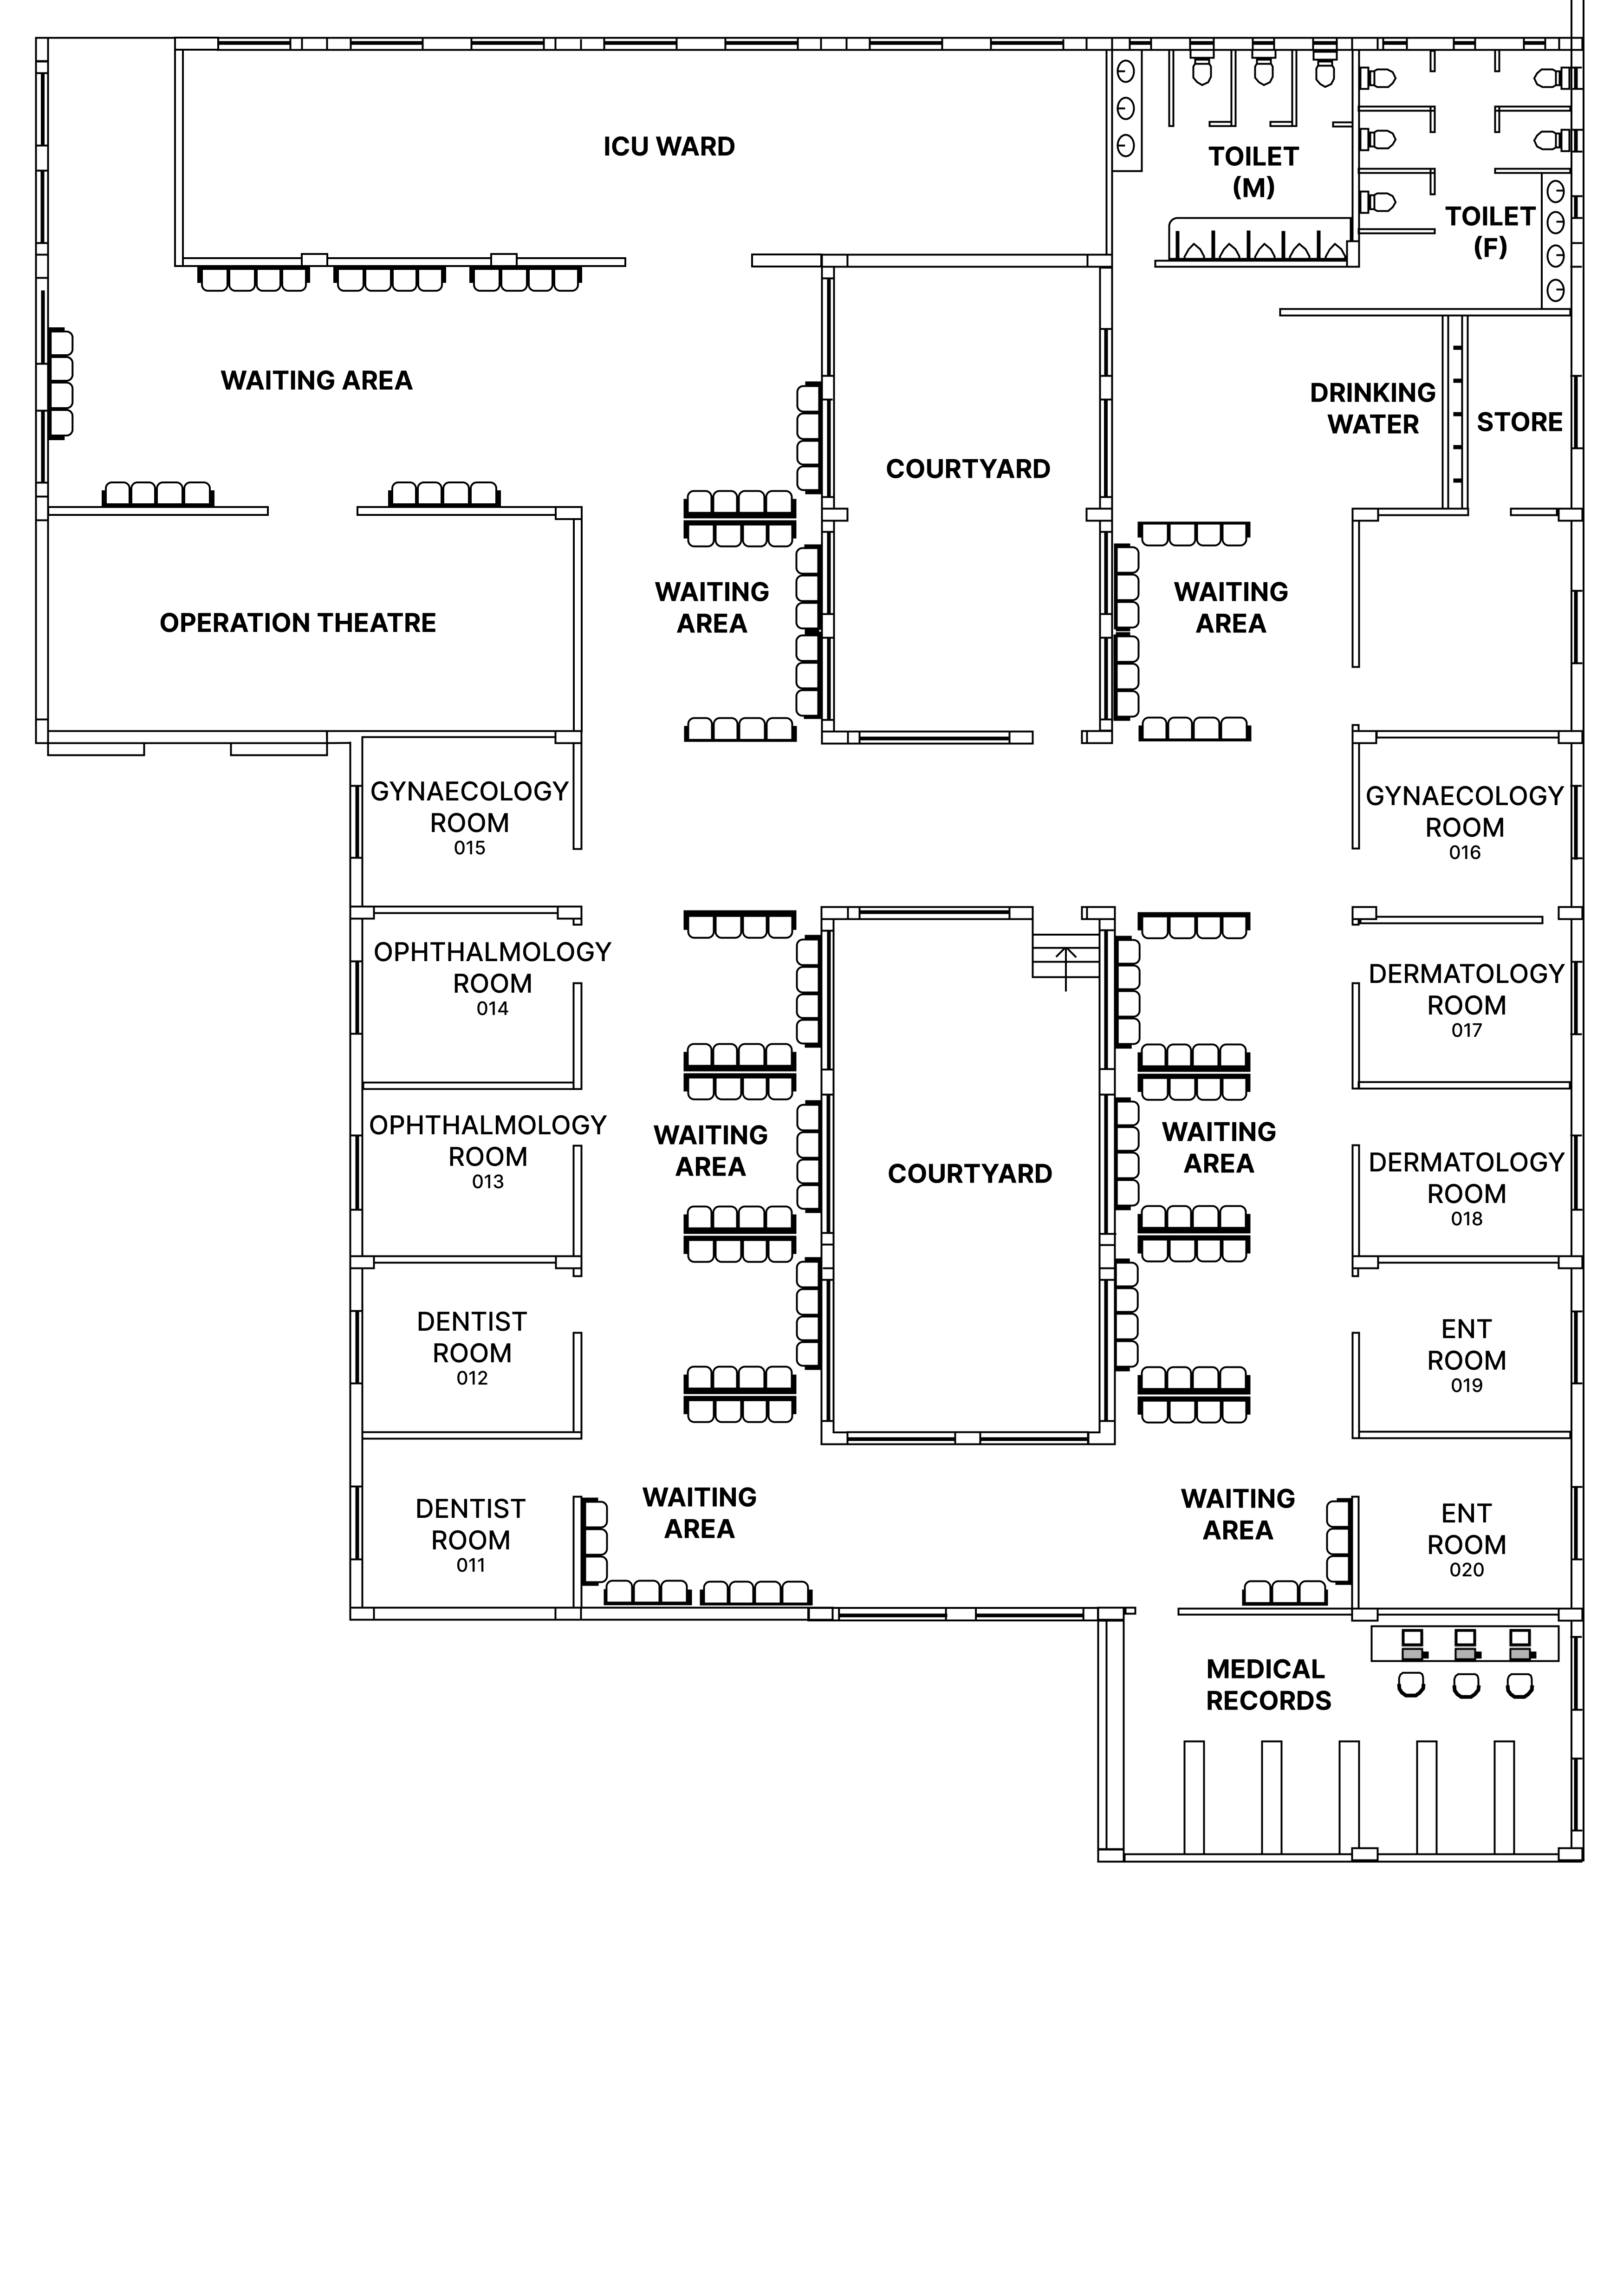 ICU WARD
TOILET
(M)
TOILET
(F)
WAITING AREA
COURTYARD
DRINKING
WATER
STORE
OPERATION THEATRE
WAITING
AREA
WAITING
AREA
GYNAECOLOGY
ROOM
015
GYNAECOLOGY
ROOM
016
OPHTHALMOLOGY
ROOM
014
DERMATOLOGY
ROOM
017
OPHTHALMOLOGY
ROOM
013
WAITING
AREA
COURTYARD
WAITING
AREA
DERMATOLOGY
ROOM
018
DENTIST
ROOM
012
ENT
ROOM
019
DENTIST
ROOM
011
WAITING
AREA
WAITING
AREA
ENT
ROOM
020
MEDICAL
RECORDS